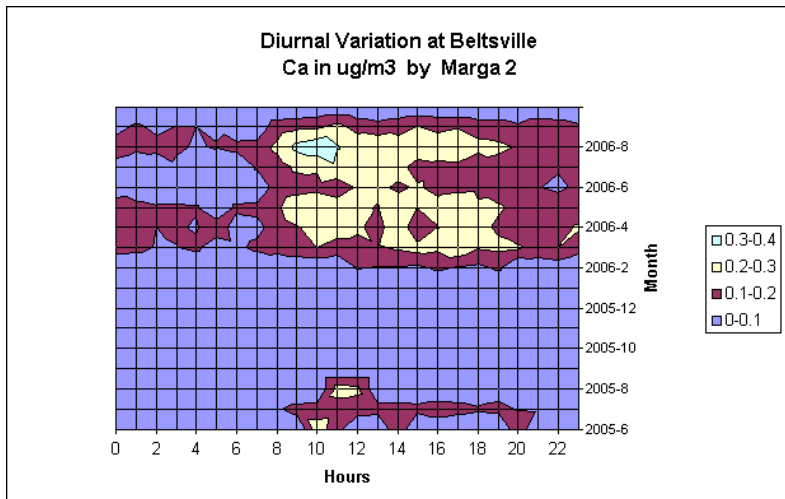 Diurnal Variation at Beltsville
Ca in ug/m3 by Marga 2
2006-8
2006-6
2006-4
2006-2
2005-12
2005-10
2005-8
2005-6
Month
0.3-0.4
0.2-0.3
0.1-0.2
0-0.1
0 2 4 6 8 10 12 14 16 18 20 22
Hours